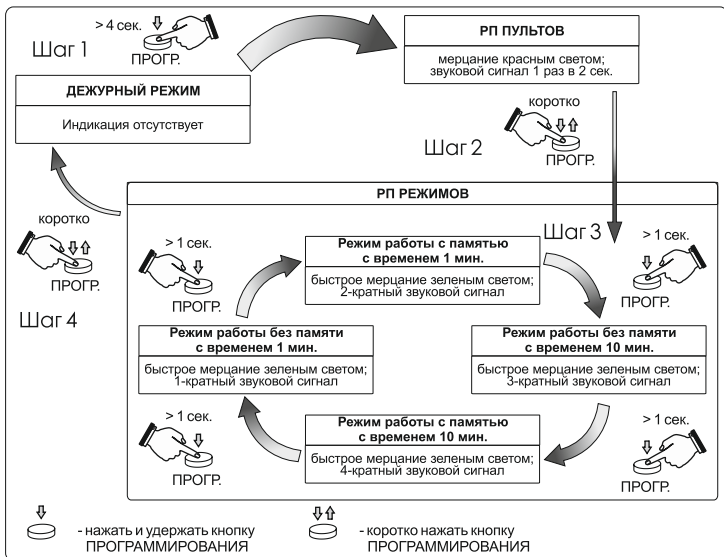 Шаг 1
> 4 сек.
ПРОГР.
РП ПУЛЬТОВ
мерцание красным светом;
звуковой сигнал 1 раз в 2 сек.
ДЕЖУРНЫЙ РЕЖИМ
Индикация отсутствует
Шаг 2
коротко
ПРОГР.
РП РЕЖИМОВ
коротко
ПРОГР.
Шаг 4
> 1 сек.
ПРОГР.
Режим работы с памятью
с временем 1 мин.
быстрое мерцание зеленым светом;
2-кратный звуковой сигнал
Шаг 3
> 1 сек.
ПРОГР.
Режим работы без памяти
с временем 1 мин.
быстрое мерцание зеленым светом;
1-кратный звуковой сигнал
Режим работы без памяти
с временем 10 мин.
быстрое мерцание зеленым светом;
3-кратный звуковой сигнал
> 1 сек.
ПРОГР.
Режим работы с памятью
с временем 10 мин.
быстрое мерцание зеленым светом;
4-кратный звуковой сигнал
> 1 сек.
ПРОГР.
- нажать и удержать кнопку
ПРОГРАММИРОВАНИЯ
- коротко нажать кнопку
ПРОГРАММИРОВАНИЯ